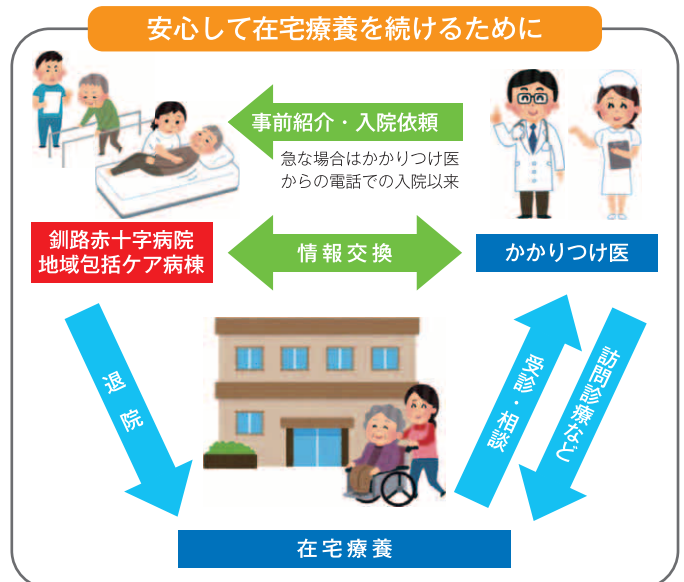 安心して在宅療養を続けるために
事前紹介・入院依頼
急な場合はかかりつけ医
からの電話での入院以来
釧路赤十字病院
地域包括ケア病棟
情報交換
かかりつけ医
退院
受診・相談
訪問診療など
在宅療養